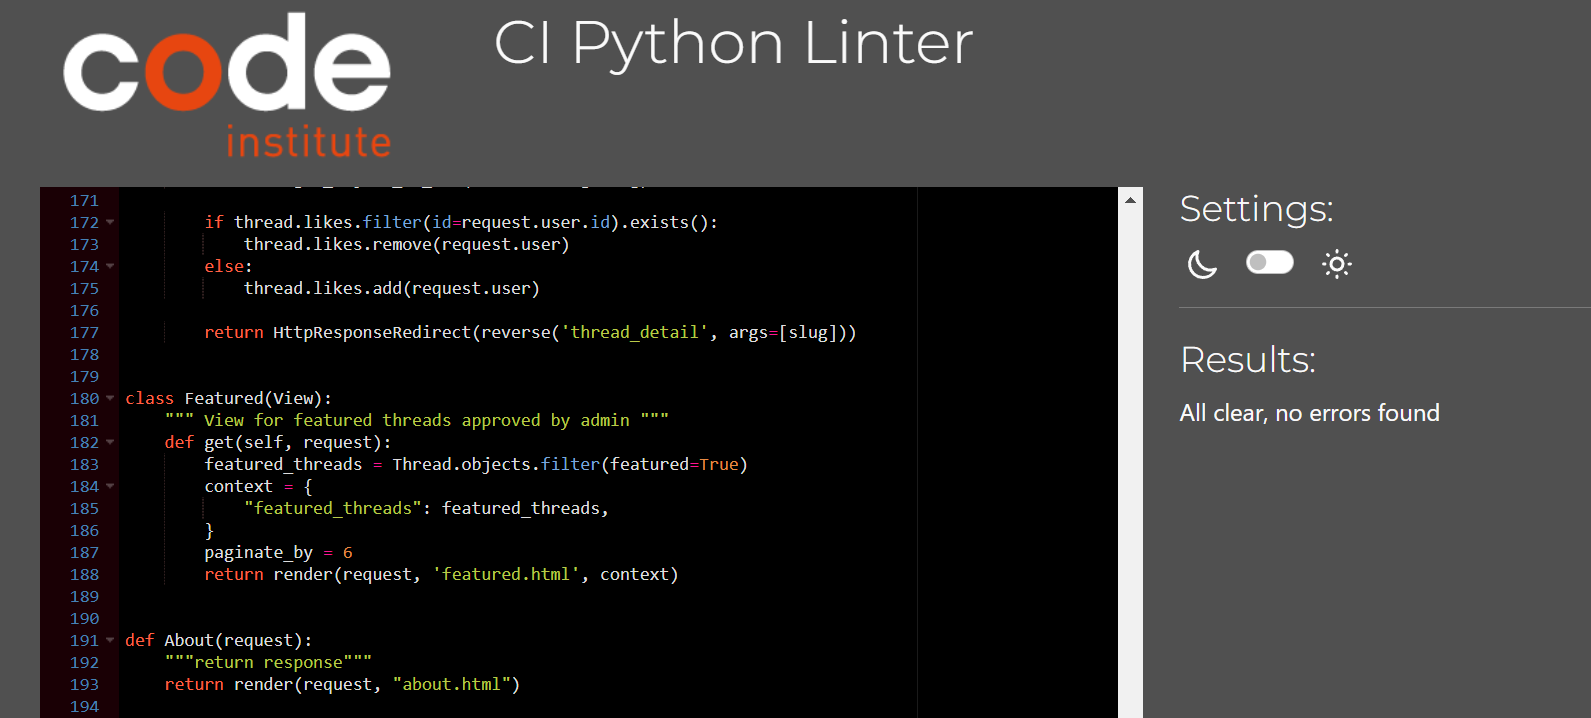 code
institute
CI Python Linter
171
172 if thread.likes.filter(id=request.user.id).exists():
173 thread.likes.remove(request.user)
174 else:
175 thread.likes.add(request.user)
176
177 return HttpResponseRedirect(reverse('thread_detail', args=[slug]))
178
179
180 class Featured(View):
181 """ View for featured threads approved by admin """
182 def get(self, request):
183 featured_threads = Thread.objects.filter(featured=True)
184 context = {
185 "featured_threads": featured_threads,
186 }
187 paginate_by = 6
188 return render(request, 'featured.html', context)
189
190
191 def About(request):
192 """return response"""
193 return render(request, "about.html")
194
Settings:
Results:
All clear, no errors found